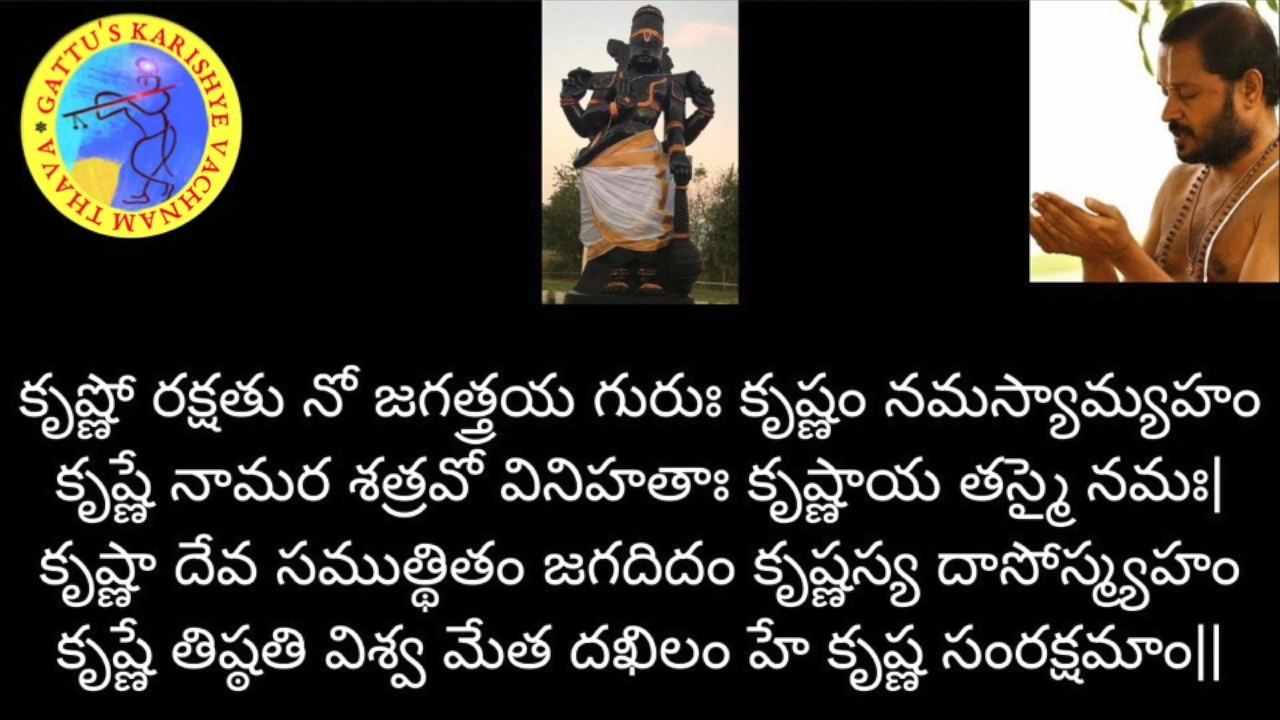 GATTU'S KARISHYE VACHNAM THAVA *
కృష్ణో రక్షతు నో జగత్త్రయ గురుః కృష్ణం నమస్యామ్యహం
కృష్ణే నామర శత్రవో వినిహతాః కృష్ణాయ తస్మై నమః|
కృష్ణా దేవ సముత్థితం జగదిదం కృష్ణస్య దాసోస్మ్యహం
కృష్ణే తిష్ఠతి విశ్వ మేత దఖిలం హే కృష్ణ సంరక్షమాం||